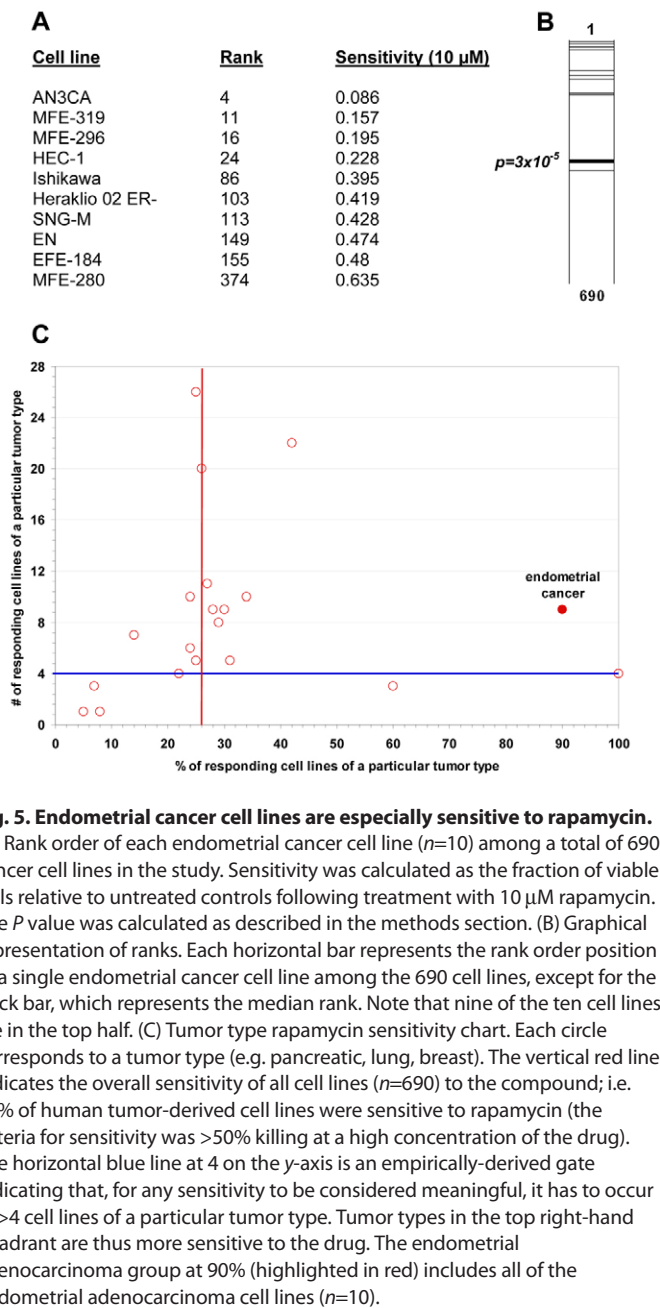 A
B
Cell line Rank Sensitivity (10 µM)
AN3CA 4 0.086
MFE-319 11 0.157
MFE-296 16 0.195
HEC-1 24 0.228
Ishikawa 86 0.395
Heraklio 02 ER- 103 0.419
SNG-M 113 0.428
EN 149 0.474
EFE-184 155 0.48
MFE-280 374 0.635
1
p=3x10⁻⁵
690
C
# of responding cell lines of a particular tumor type
28
24
20
16
12
8
4
0
endometrial
cancer
0 10 20 30 40 50 60 70 80 90 100
% of responding cell lines of a particular tumor type
g. 5. Endometrial cancer cell lines are especially sensitive to rapamycin.
Rank order of each endometrial cancer cell line (n=10) among a total of 690
ncer cell lines in the study. Sensitivity was calculated as the fraction of viable
lls relative to untreated controls following treatment with 10 µM rapamycin.
e P value was calculated as described in the methods section. (B) Graphical
presentation of ranks. Each horizontal bar represents the rank order position
a single endometrial cancer cell line among the 690 cell lines, except for the
ck bar, which represents the median rank. Note that nine of the ten cell lines
e in the top half. (C) Tumor type rapamycin sensitivity chart. Each circle
rresponds to a tumor type (e.g. pancreatic, lung, breast). The vertical red line
dicates the overall sensitivity of all cell lines (n=690) to the compound; i.e.
% of human tumor-derived cell lines were sensitive to rapamycin (the
teria for sensitivity was >50% killing at a high concentration of the drug).
e horizontal blue line at 4 on the y-axis is an empirically-derived gate
dicating that, for any sensitivity to be considered meaningful, it has to occur
>4 cell lines of a particular tumor type. Tumor types in the top right-hand
adrant are thus more sensitive to the drug. The endometrial
enocarcinoma group at 90% (highlighted in red) includes all of the
dometrial adenocarcinoma cell lines (n=10).